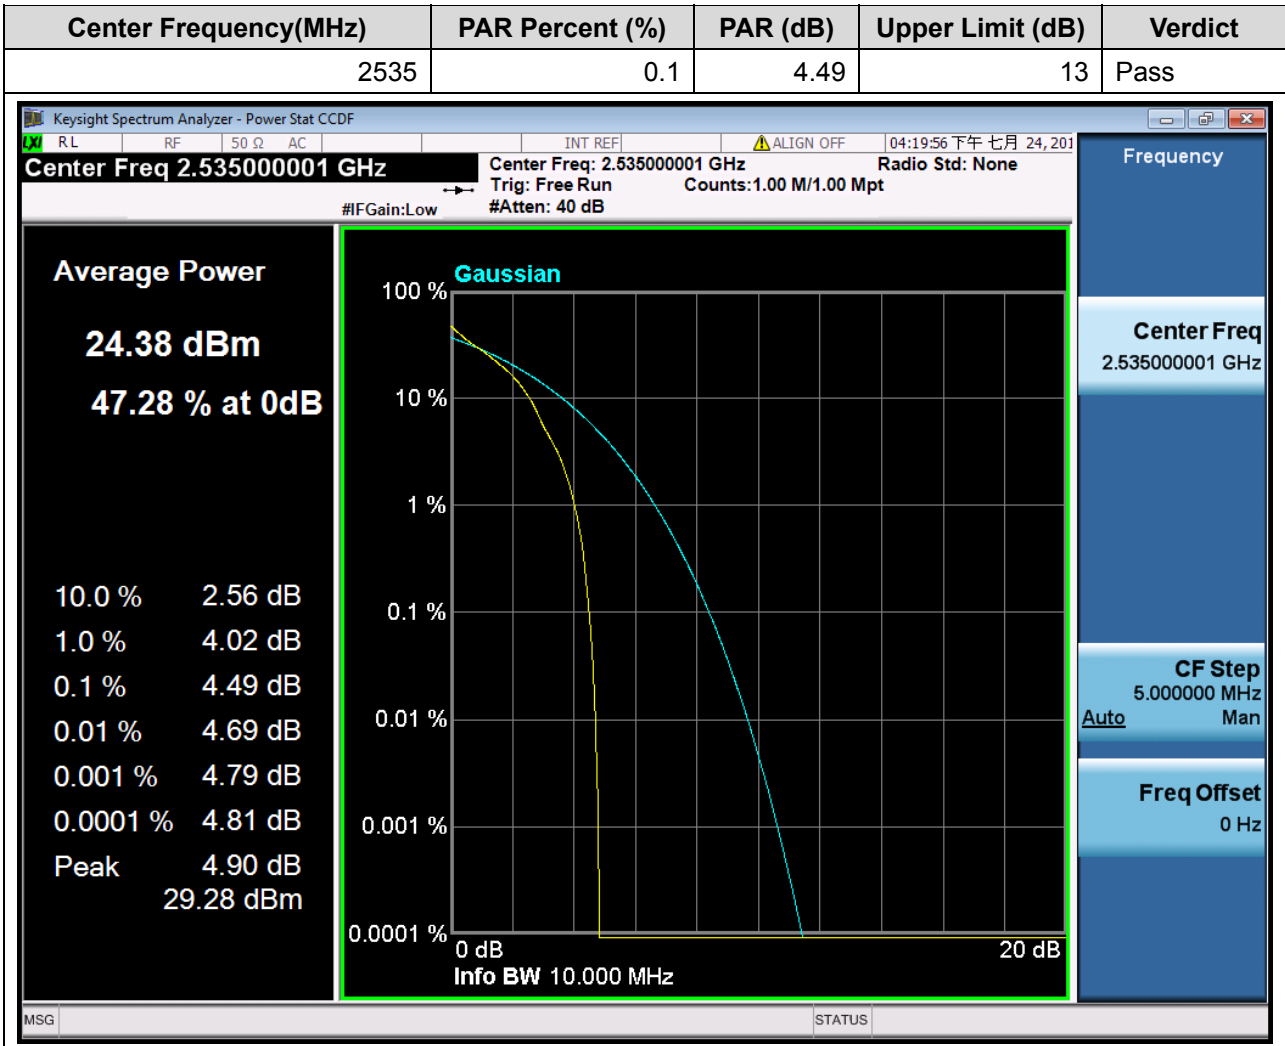 Center Frequency(MHz) PAR Percent (%) PAR (dB) Upper Limit (dB) Verdict
2535 0.1 4.49 13 Pass
Keysight Spectrum Analyzer - Power Stat CCDF
LXI RL RF 50 Ω AC INT REF ALIGN OFF 04:19:56 下午 七月 24, 201
Center Freq 2.535000001 GHz
Center Freq: 2.535000001 GHz Radio Std: None
Trig: Free Run Counts:1.00 M/1.00 Mpt
#IFGain:Low #Atten: 40 dB
Average Power
24.38 dBm
47.28 % at 0dB
10.0 % 2.56 dB
1.0 % 4.02 dB
0.1 % 4.49 dB
0.01 % 4.69 dB
0.001 % 4.79 dB
0.0001 % 4.81 dB
Peak 4.90 dB
29.28 dBm
Gaussian
100 %
10 %
1 %
0.1 %
0.01 %
0.001 %
0.0001 %
0 dB 20 dB
Info BW 10.000 MHz
Frequency
Center Freq
2.535000001 GHz
CF Step
5.000000 MHz
Auto Man
Freq Offset
0 Hz
MSG STATUS